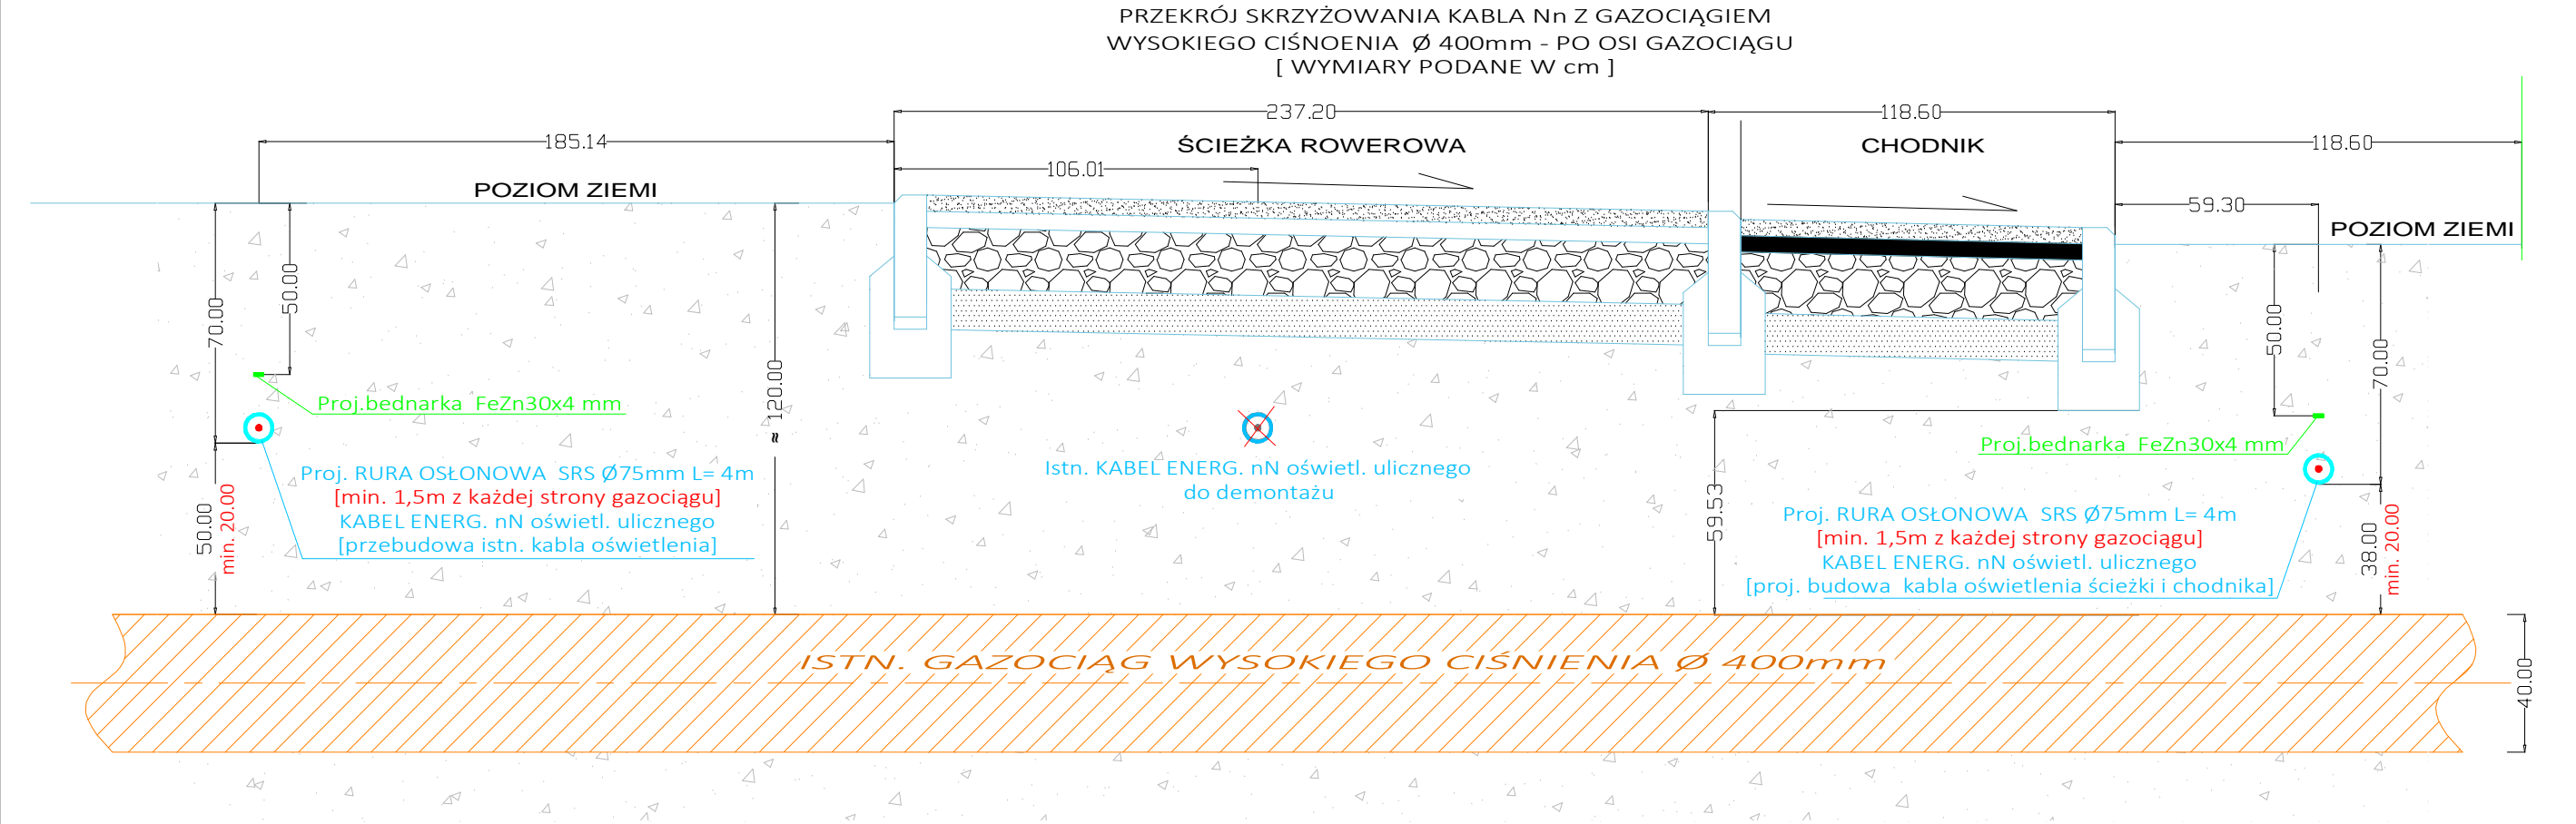 PRZEKRÓJ SKRZYŻOWANIA KABLA Nn Z GAZOCIĄGIEM
WYSOKIEGO CIŚNOENIA Ø 400mm - PO OSI GAZOCIĄGU
[ WYMIARY PODANE W cm ]
237.20
118.60
185.14
118.60
ŚCIEŻKA ROWEROWA
CHODNIK
106.01
POZIOM ZIEMI
59.30
POZIOM ZIEMI
70.00
50.00
≈ 120.00
50.00
70.00
Proj.bednarka FeZn30x4 mm
Proj.bednarka FeZn30x4 mm
Proj. RURA OSŁONOWA SRS Ø75mm L= 4m
[min. 1,5m z każdej strony gazociągu]
KABEL ENERG. nN oświetl. ulicznego
[przebudowa istn. kabla oświetlenia]
Istn. KABEL ENERG. nN oświetl. ulicznego
do demontażu
50.00
min. 20.00
59.53
Proj. RURA OSŁONOWA SRS Ø75mm L= 4m
[min. 1,5m z każdej strony gazociągu]
KABEL ENERG. nN oświetl. ulicznego
[proj. budowa kabla oświetlenia ścieżki i chodnika]
38.00
min. 20.00
ISTN. GAZOCIĄG WYSOKIEGO CIŚNIENIA Ø 400mm
40.00